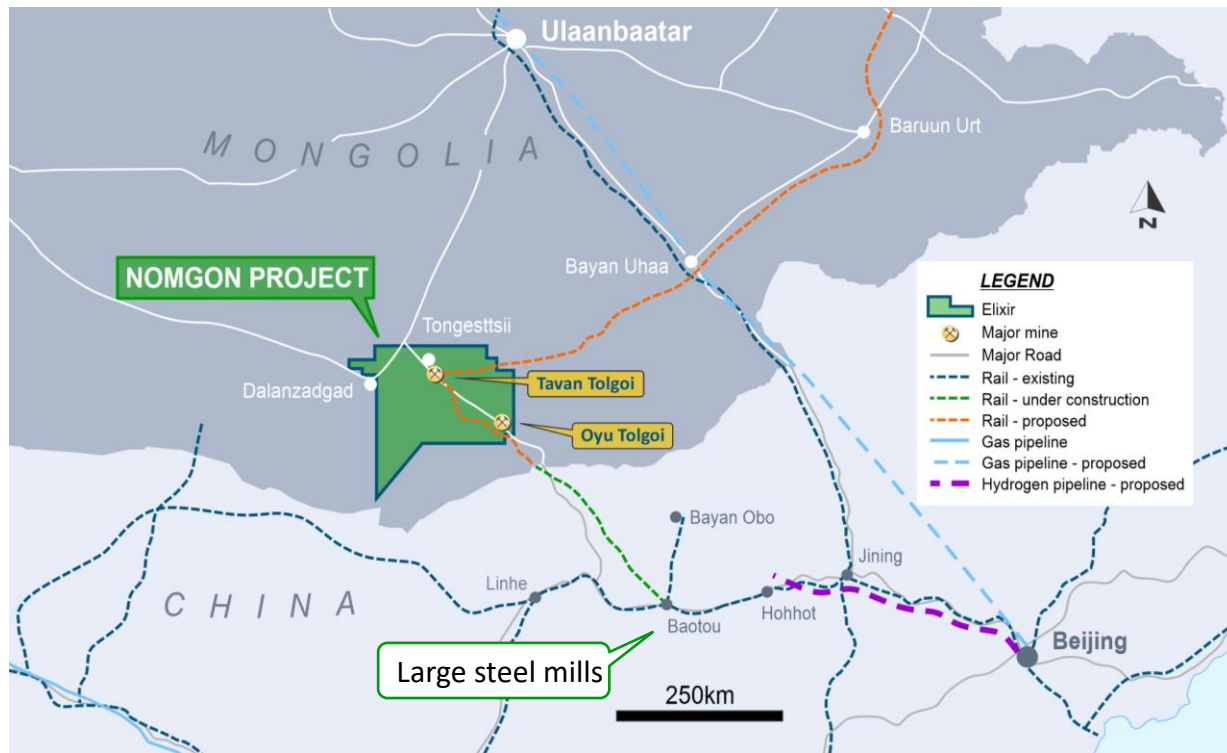 Ulaanbaatar
Baruun Urt
MONGOLIA
N
Bayan Uhaa
NOMGON PROJECT
Tongesttsii
Dalanzadgad
Tavan Tolgoi
Oyu Tolgoi
LEGEND
Elixir
Major mine
Major Road
Rail - existing
Rail - under construction
Rail - proposed
Gas pipeline
Gas pipeline - proposed
Hydrogen pipeline - proposed
Bayan Obo
Jining
Linhe
CHINA
Hohhot
Baotou
Beijing
Large steel mills
250km